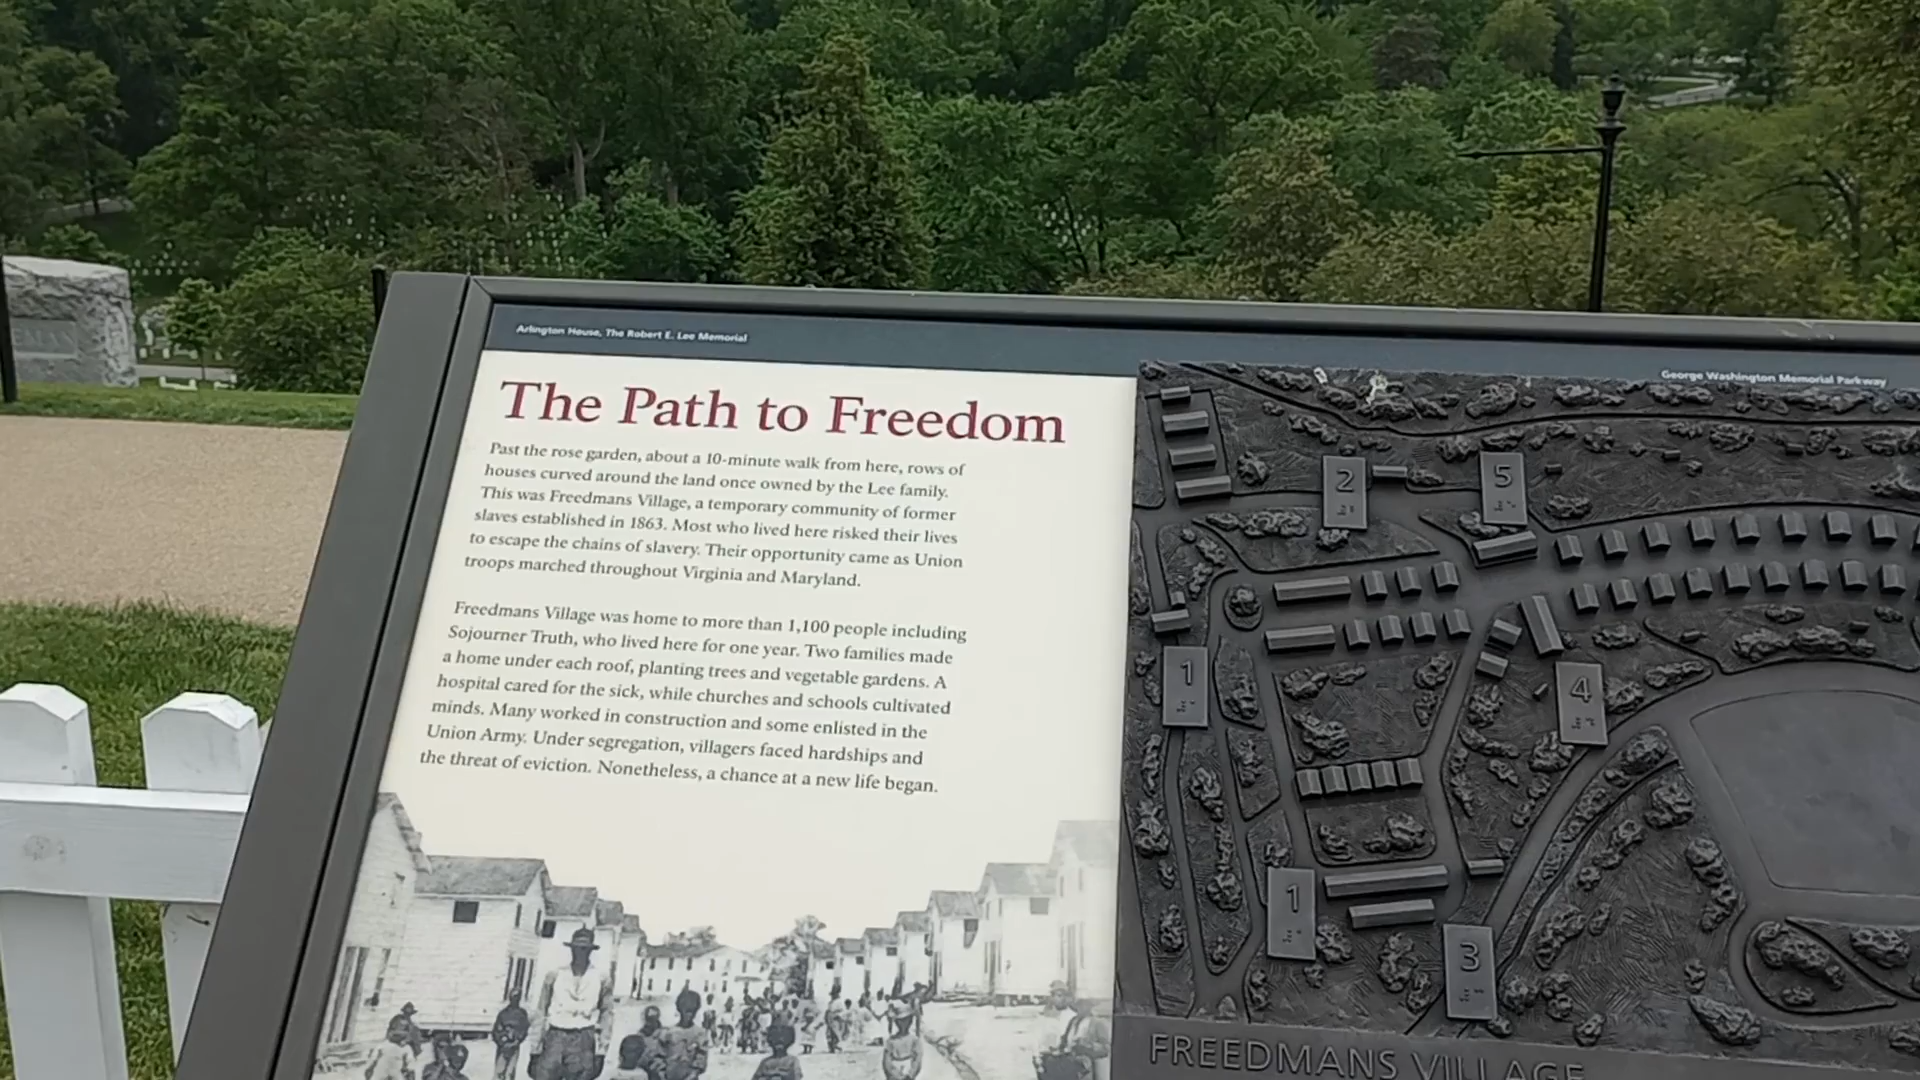 Arlington House, The Robert E. Lee Memorial
George Washington Memorial Parkway
The Path to Freedom
Past the rose garden, about a 10-minute walk from here, rows of
houses curved around the land once owned by the Lee family.
This was Freedmans Village, a temporary community of former
slaves established in 1863. Most who lived here risked their lives
to escape the chains of slavery. Their opportunity came as Union
troops marched throughout Virginia and Maryland.
Freedmans Village was home to more than 1,100 people including
Sojourner Truth, who lived here for one year. Two families made
a home under each roof, planting trees and vegetable gardens. A
hospital cared for the sick, while churches and schools cultivated
minds. Many worked in construction and some enlisted in the
Union Army. Under segregation, villagers faced hardships and
the threat of eviction. Nonetheless, a chance at a new life began.
2
5
1
4
1
3
FREEDMANS VILLAGE